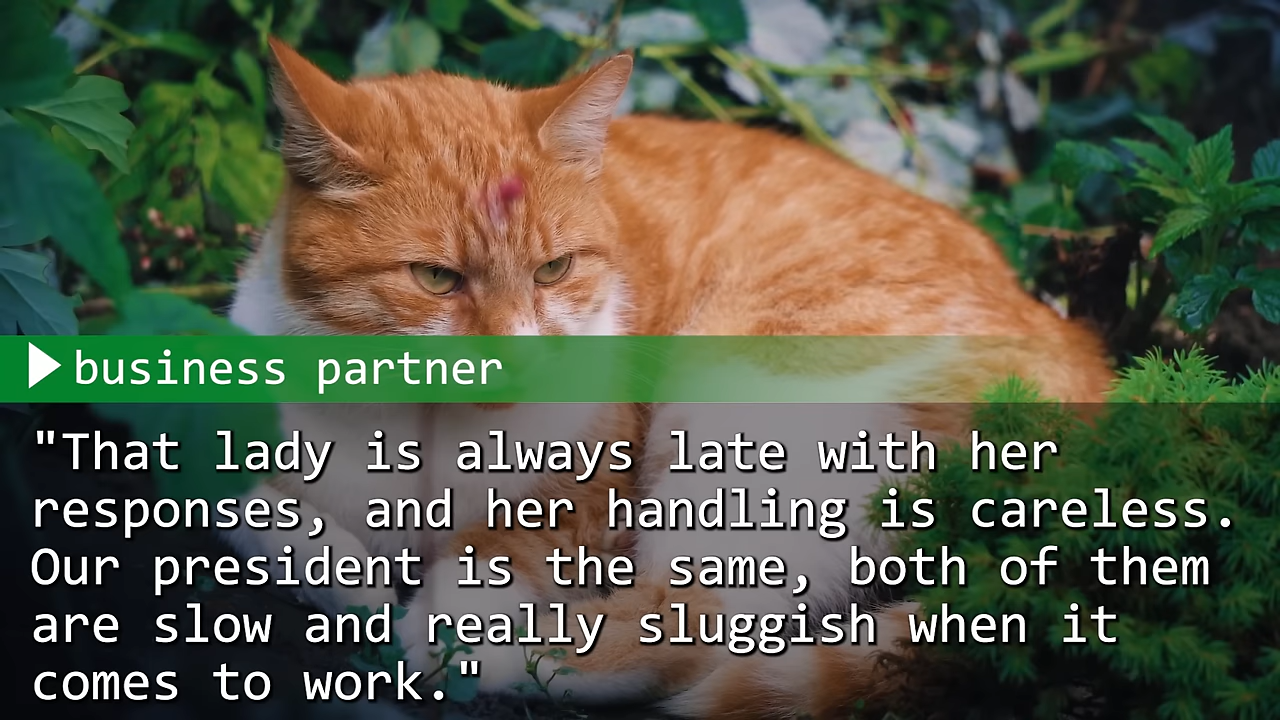 business partner
"That lady is always late with her
responses, and her handling is careless.
Our president is the same, both of them
are slow and really sluggish when it
comes to work."